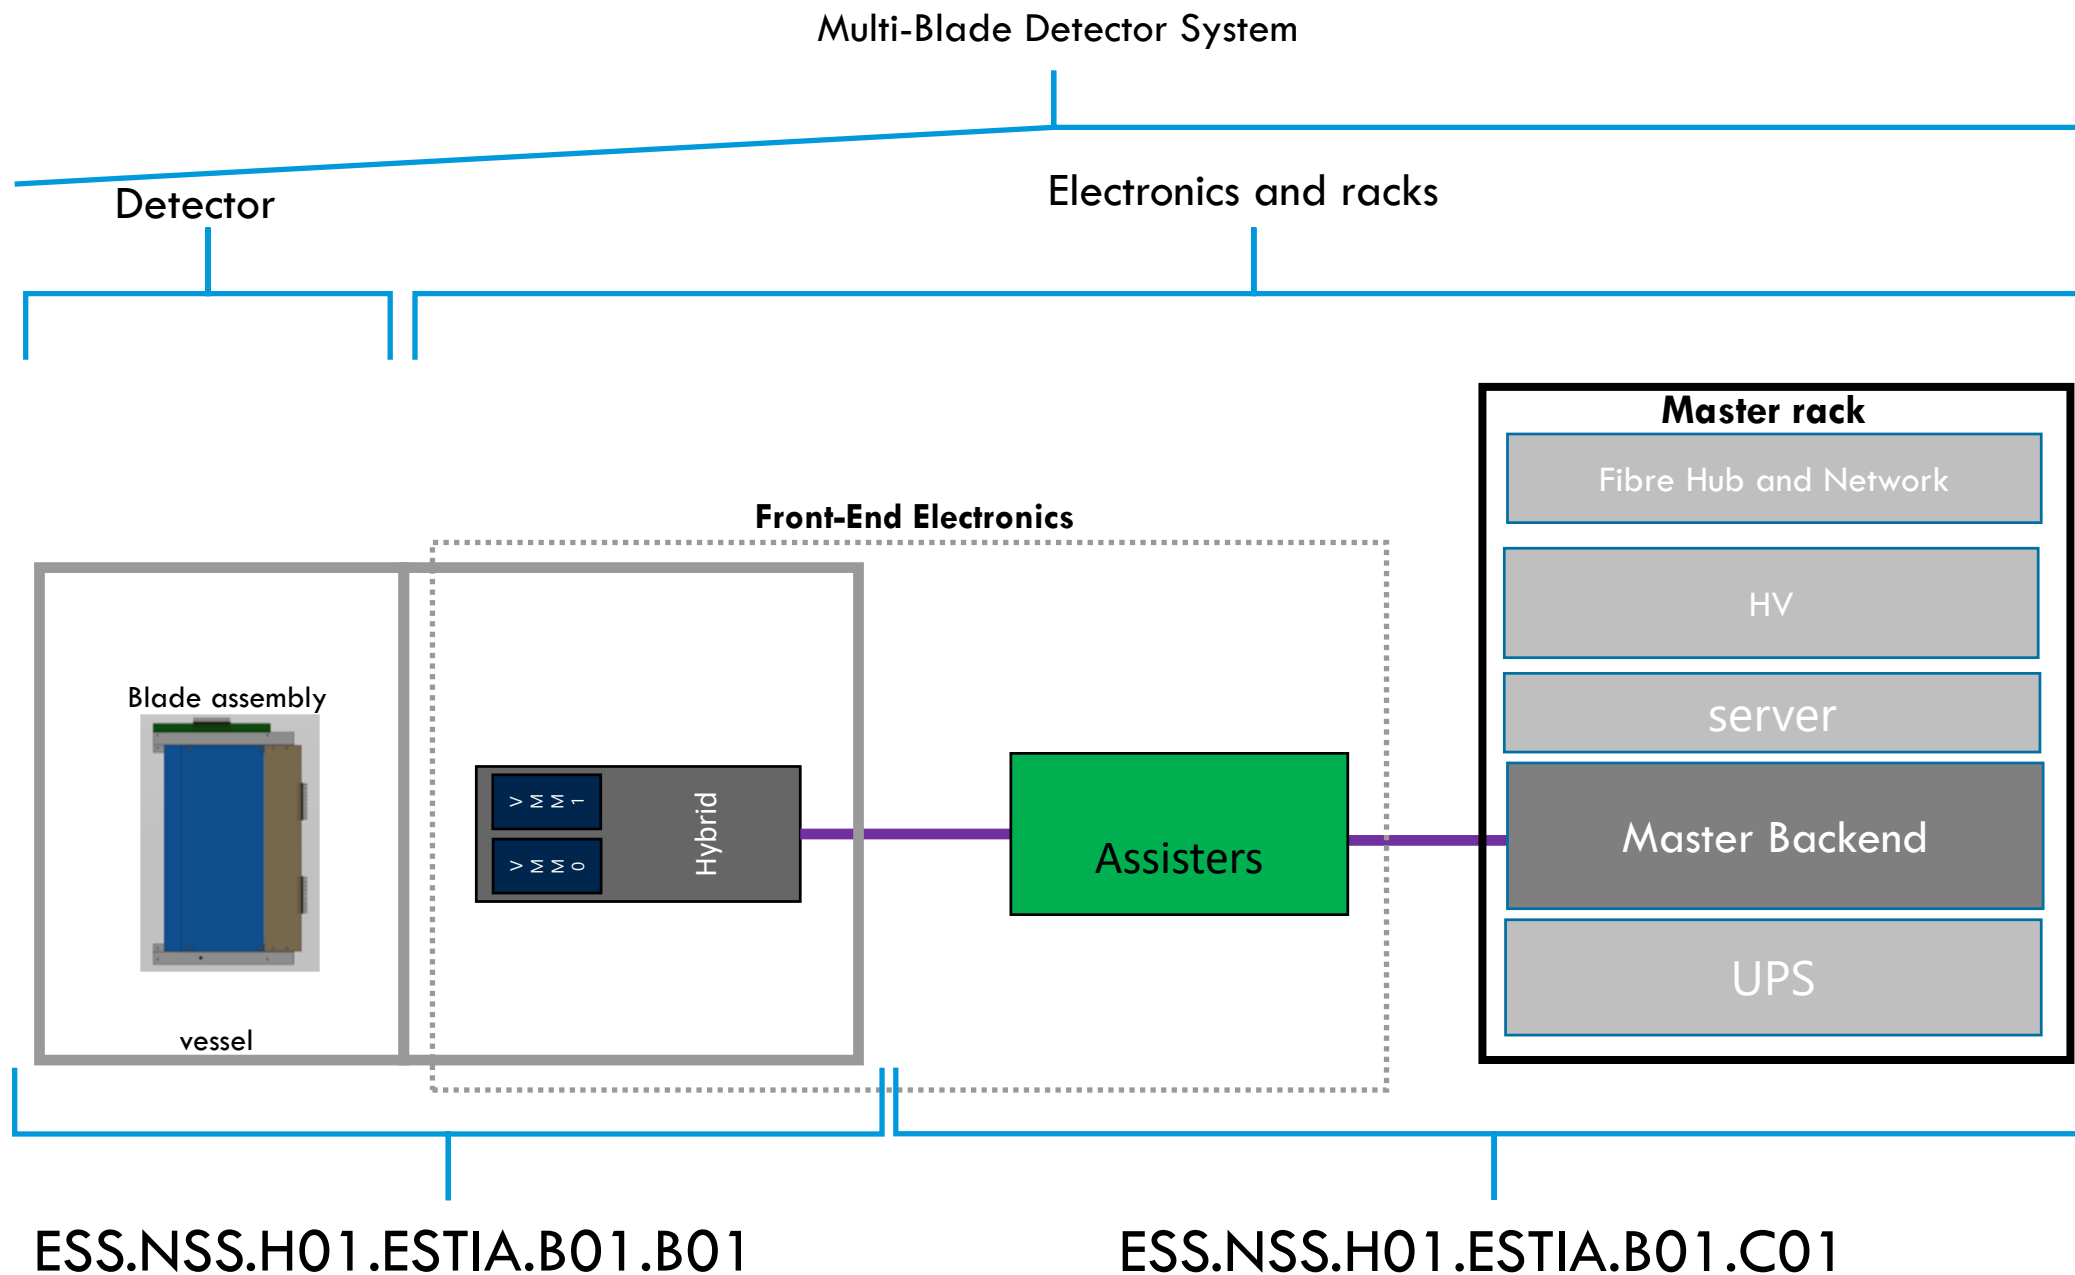 Multi-Blade Detector System
Detector
Electronics and racks
Master rack
Fibre Hub and Network
HV
server
Master Backend
UPS
Front-End Electronics
Blade assembly
vessel
VMM1
VMM0
Hybrid
Assisters
ESS.NSS.H01.ESTIA.B01.B01
ESS.NSS.H01.ESTIA.B01.C01